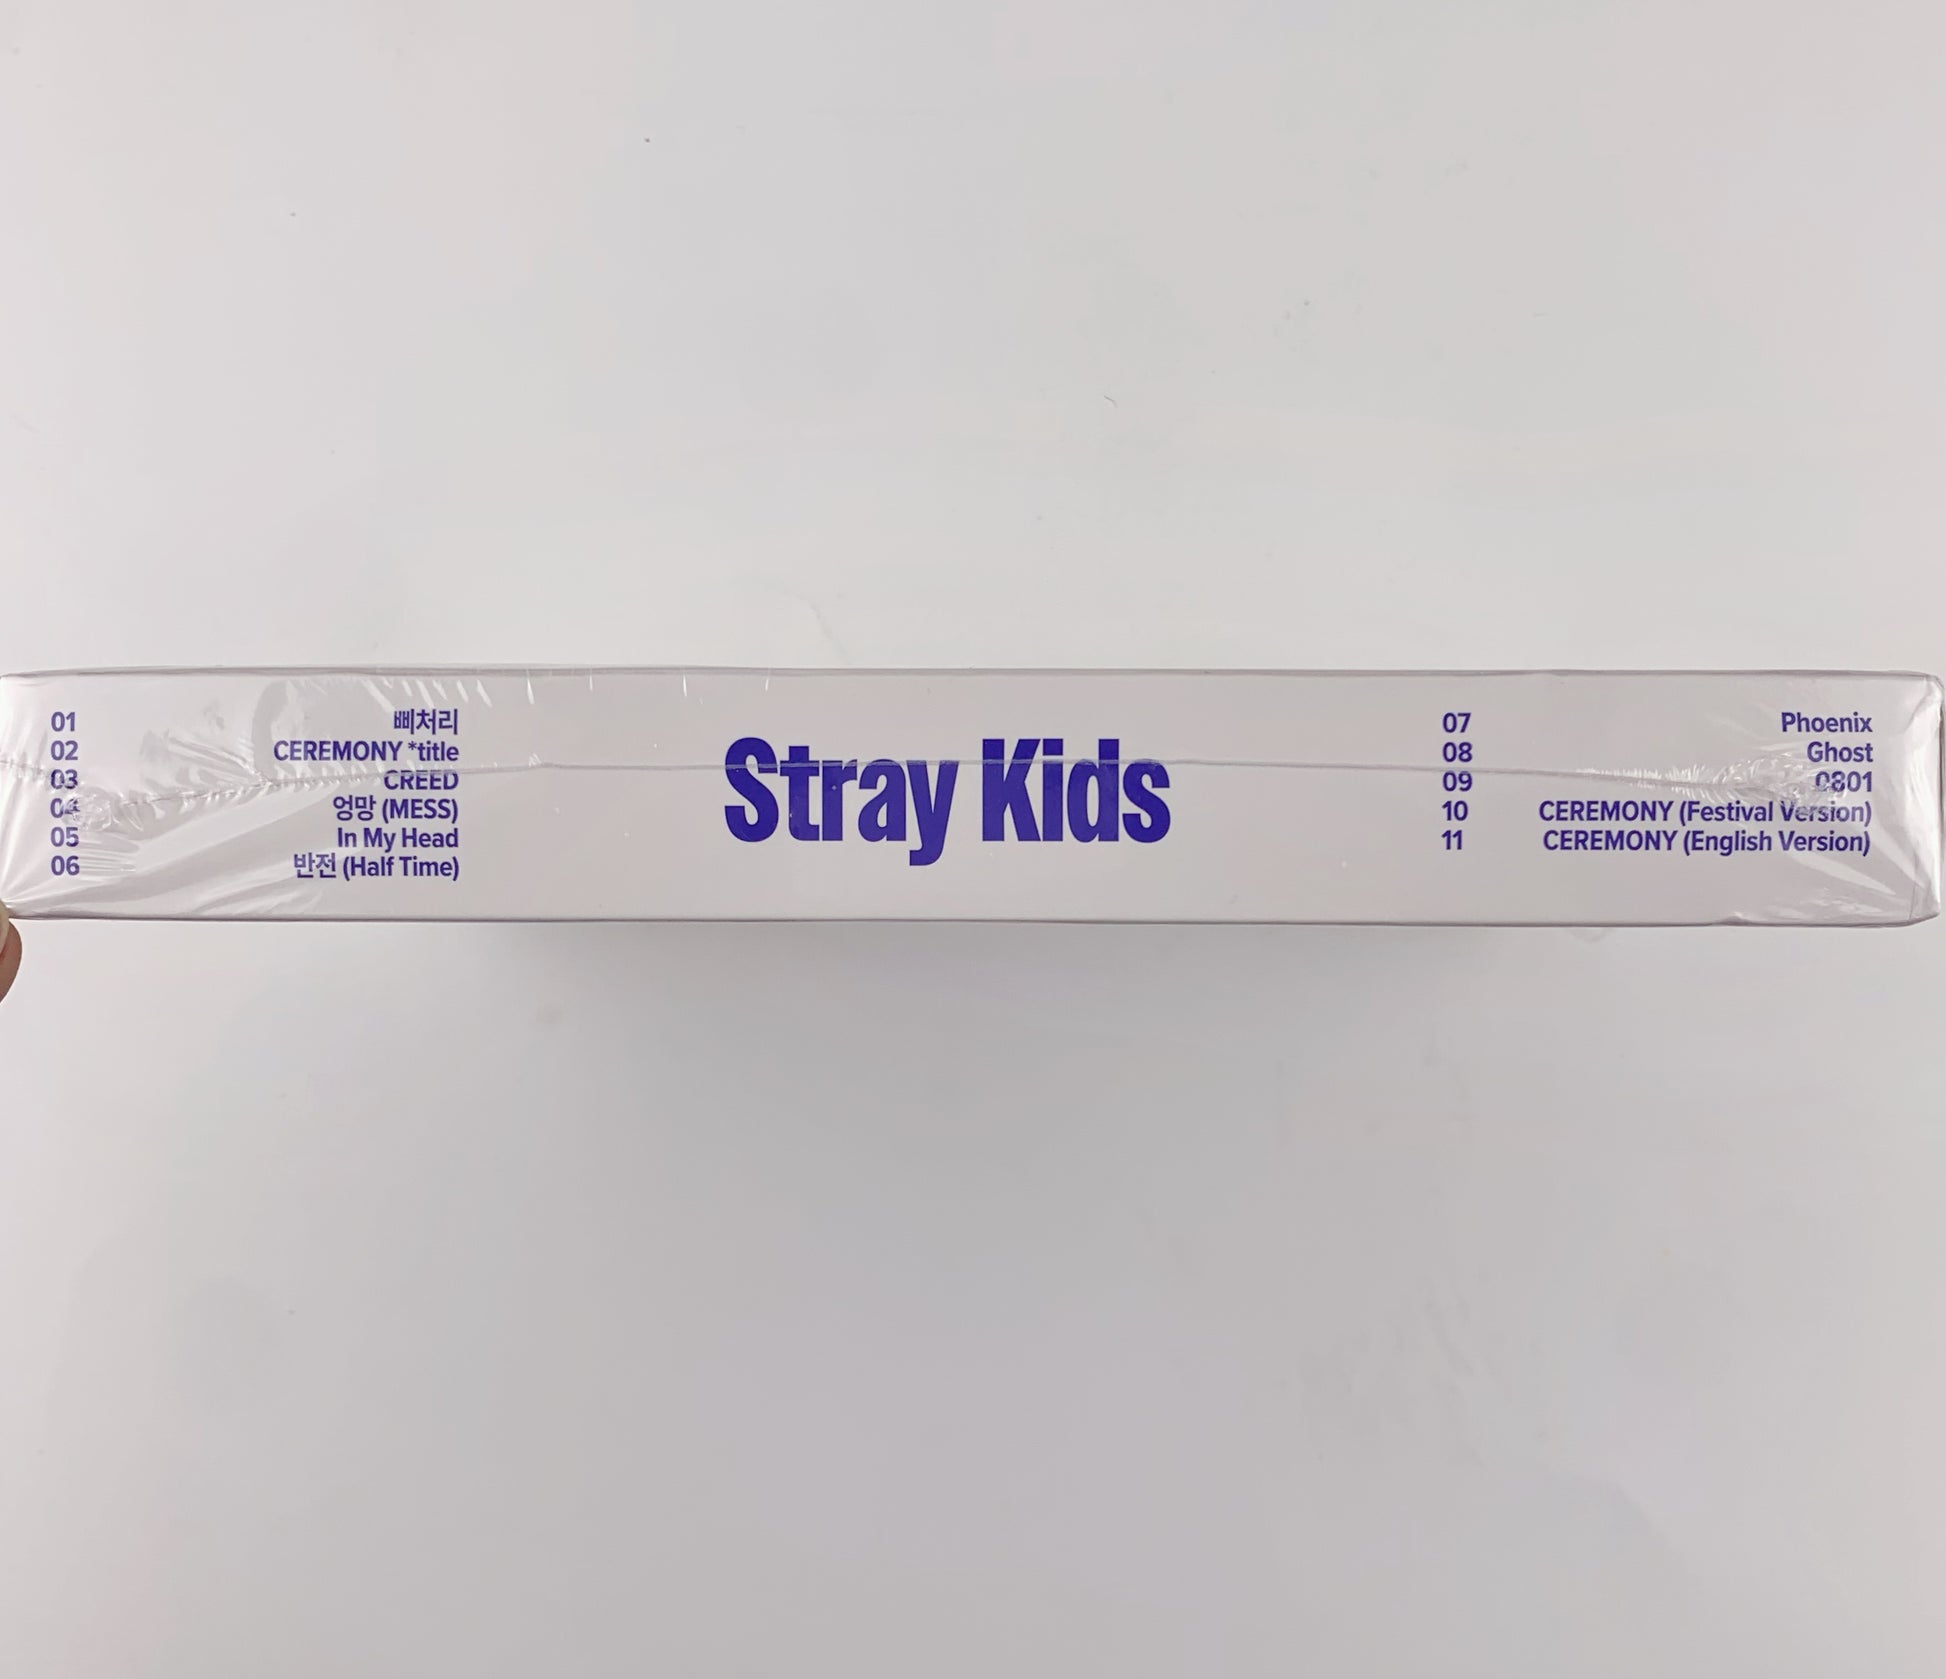 01 삐처리
02 CEREMONY *title
03 CREED
04 엉망 (MESS)
05 In My Head
06 반전 (Half Time)
Stray Kids
07 Phoenix
08 Ghost
09 0801
10 CEREMONY (Festival Version)
11 CEREMONY (English Version)